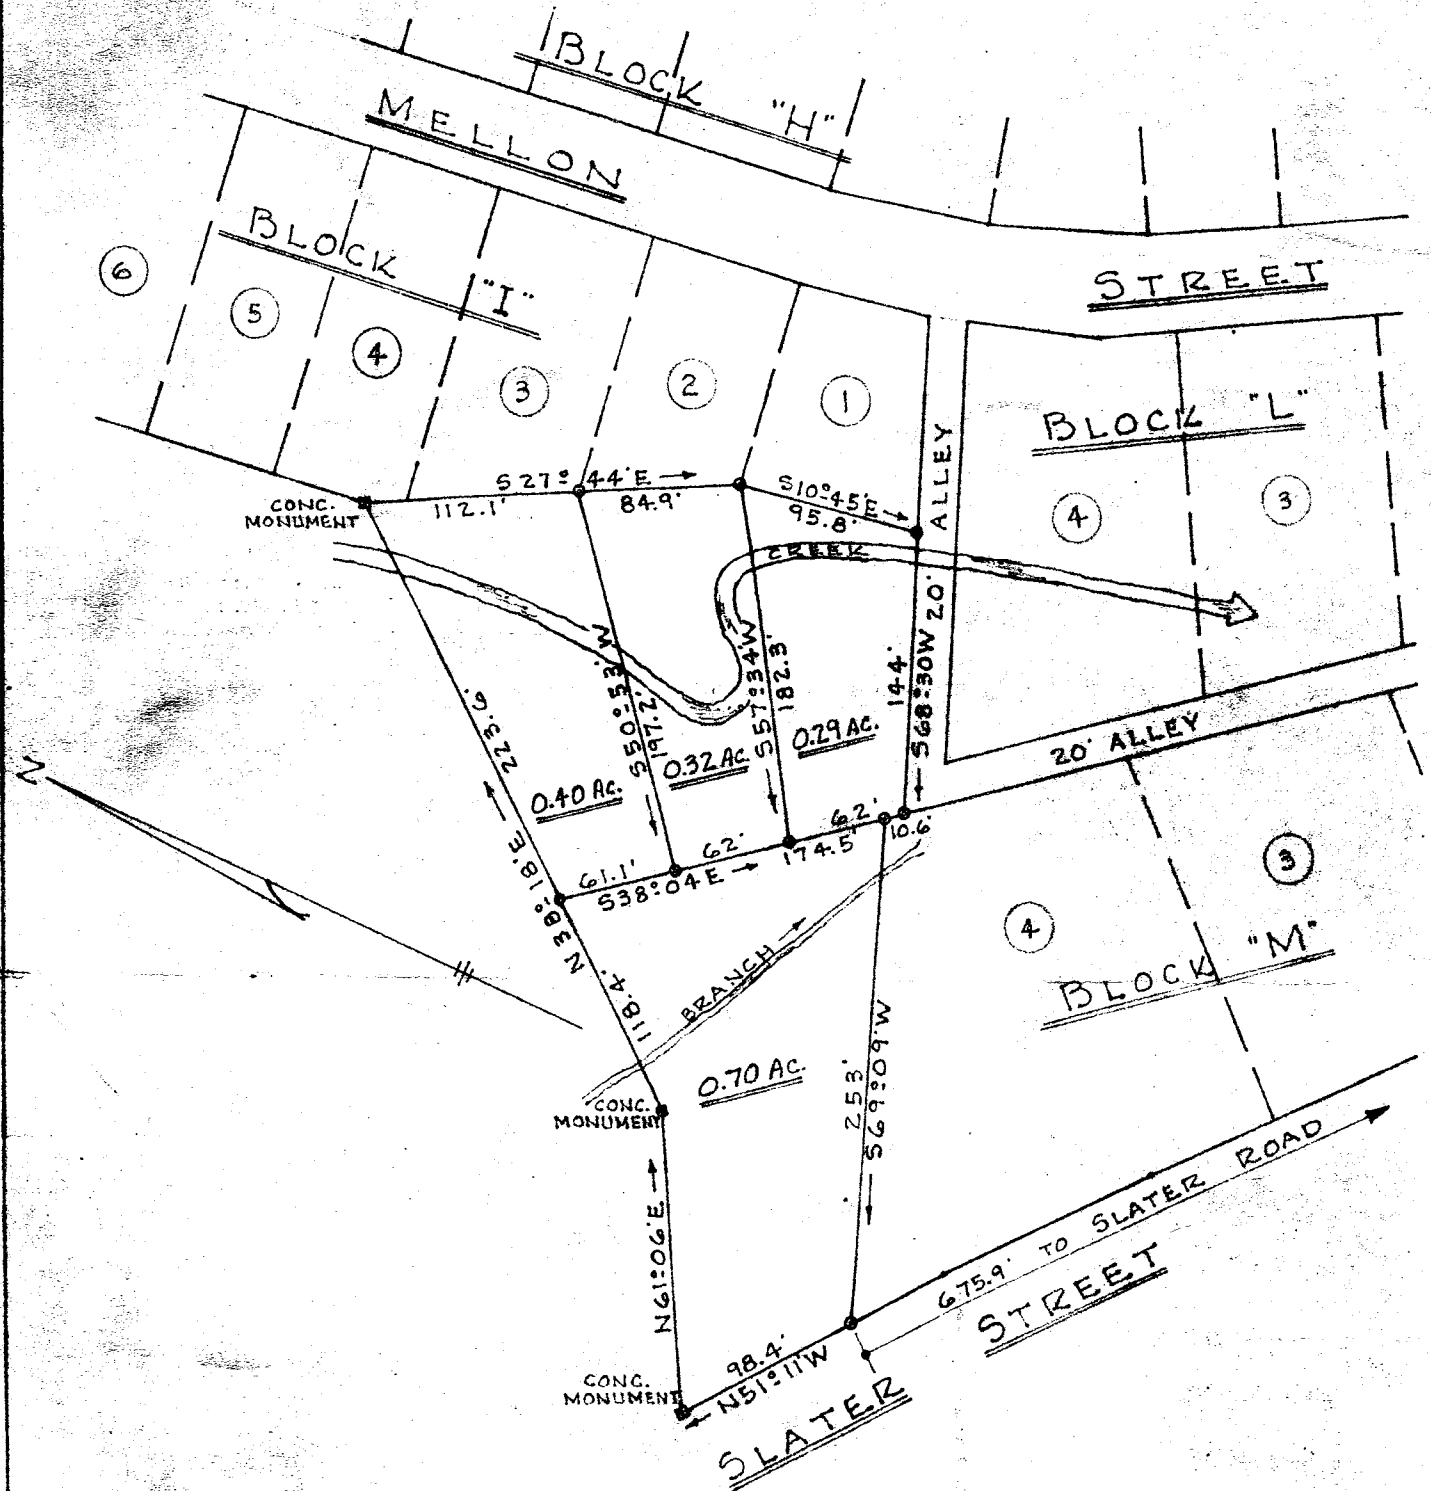 BLOCK "H"
MELLON
STREET
BLOCK "I"
6
5
4
3
2
1
ALLEY
20'
BLOCK "L"
4
3
CONC.
MONUMENT
S27°44'E
112.1'
84.9'
S10°45'E
95.8'
CREEK
223.6'
S50°53'W
197.2'
S57°34'W
182.3'
144'
S68°30W
0.40 AC.
0.32 AC.
0.29 AC.
20' ALLEY
N38°18'E
61.1'
62'
62'
10.6'
S38°04E
174.5'
N
118.4'
BRANCH
4
3
BLOCK "M"
0.70 AC.
253'
S69°09'W
CONC.
MONUMENT
N61°06'E
675.9' TO SLATER ROAD
98.4'
N51°11'W
CONC.
MONUMENT
SLATER STREET